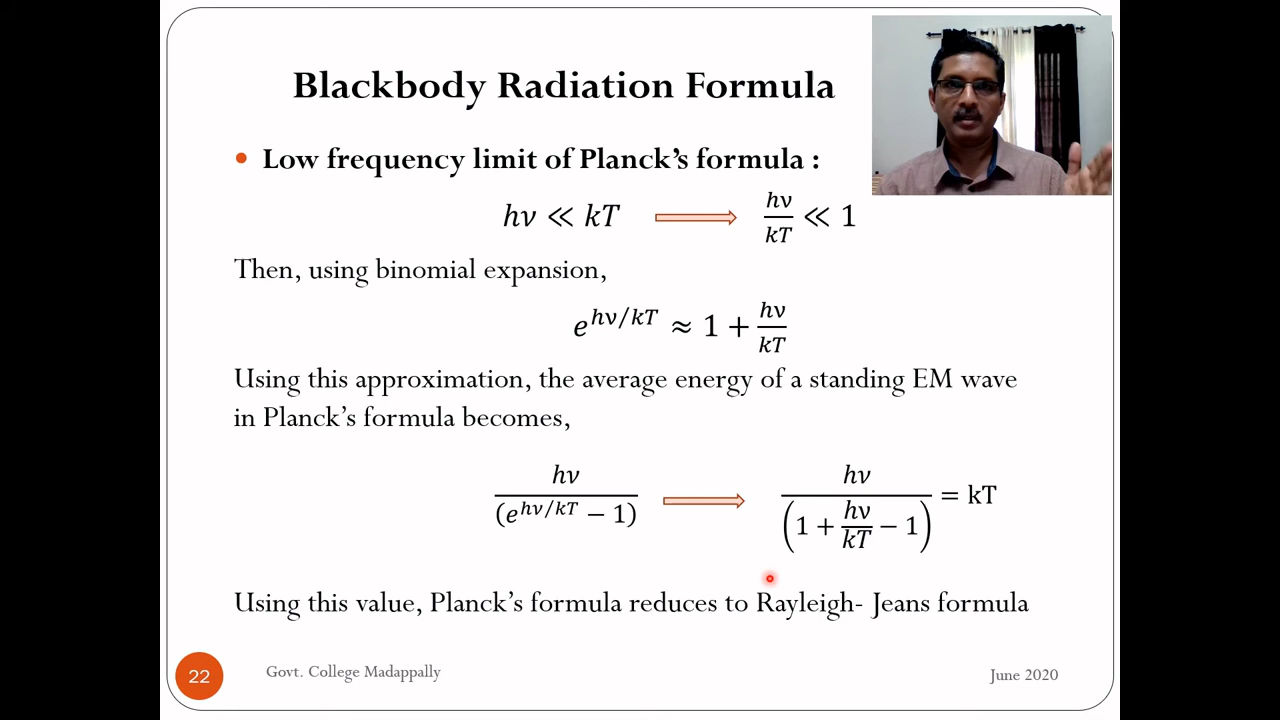 Blackbody Radiation Formula
• Low frequency limit of Planck's formula :
hν ≪ kT ⟹ hν/kT ≪ 1
Then, using binomial expansion,
e^{hν/kT} ≈ 1 + hν/kT
Using this approximation, the average energy of a standing EM wave
in Planck's formula becomes,
hν/(e^{hν/kT} − 1) ⟹ hν/(1 + hν/kT − 1) = kT
Using this value, Planck's formula reduces to Rayleigh- Jeans formula
22 Govt. College Madappally June 2020